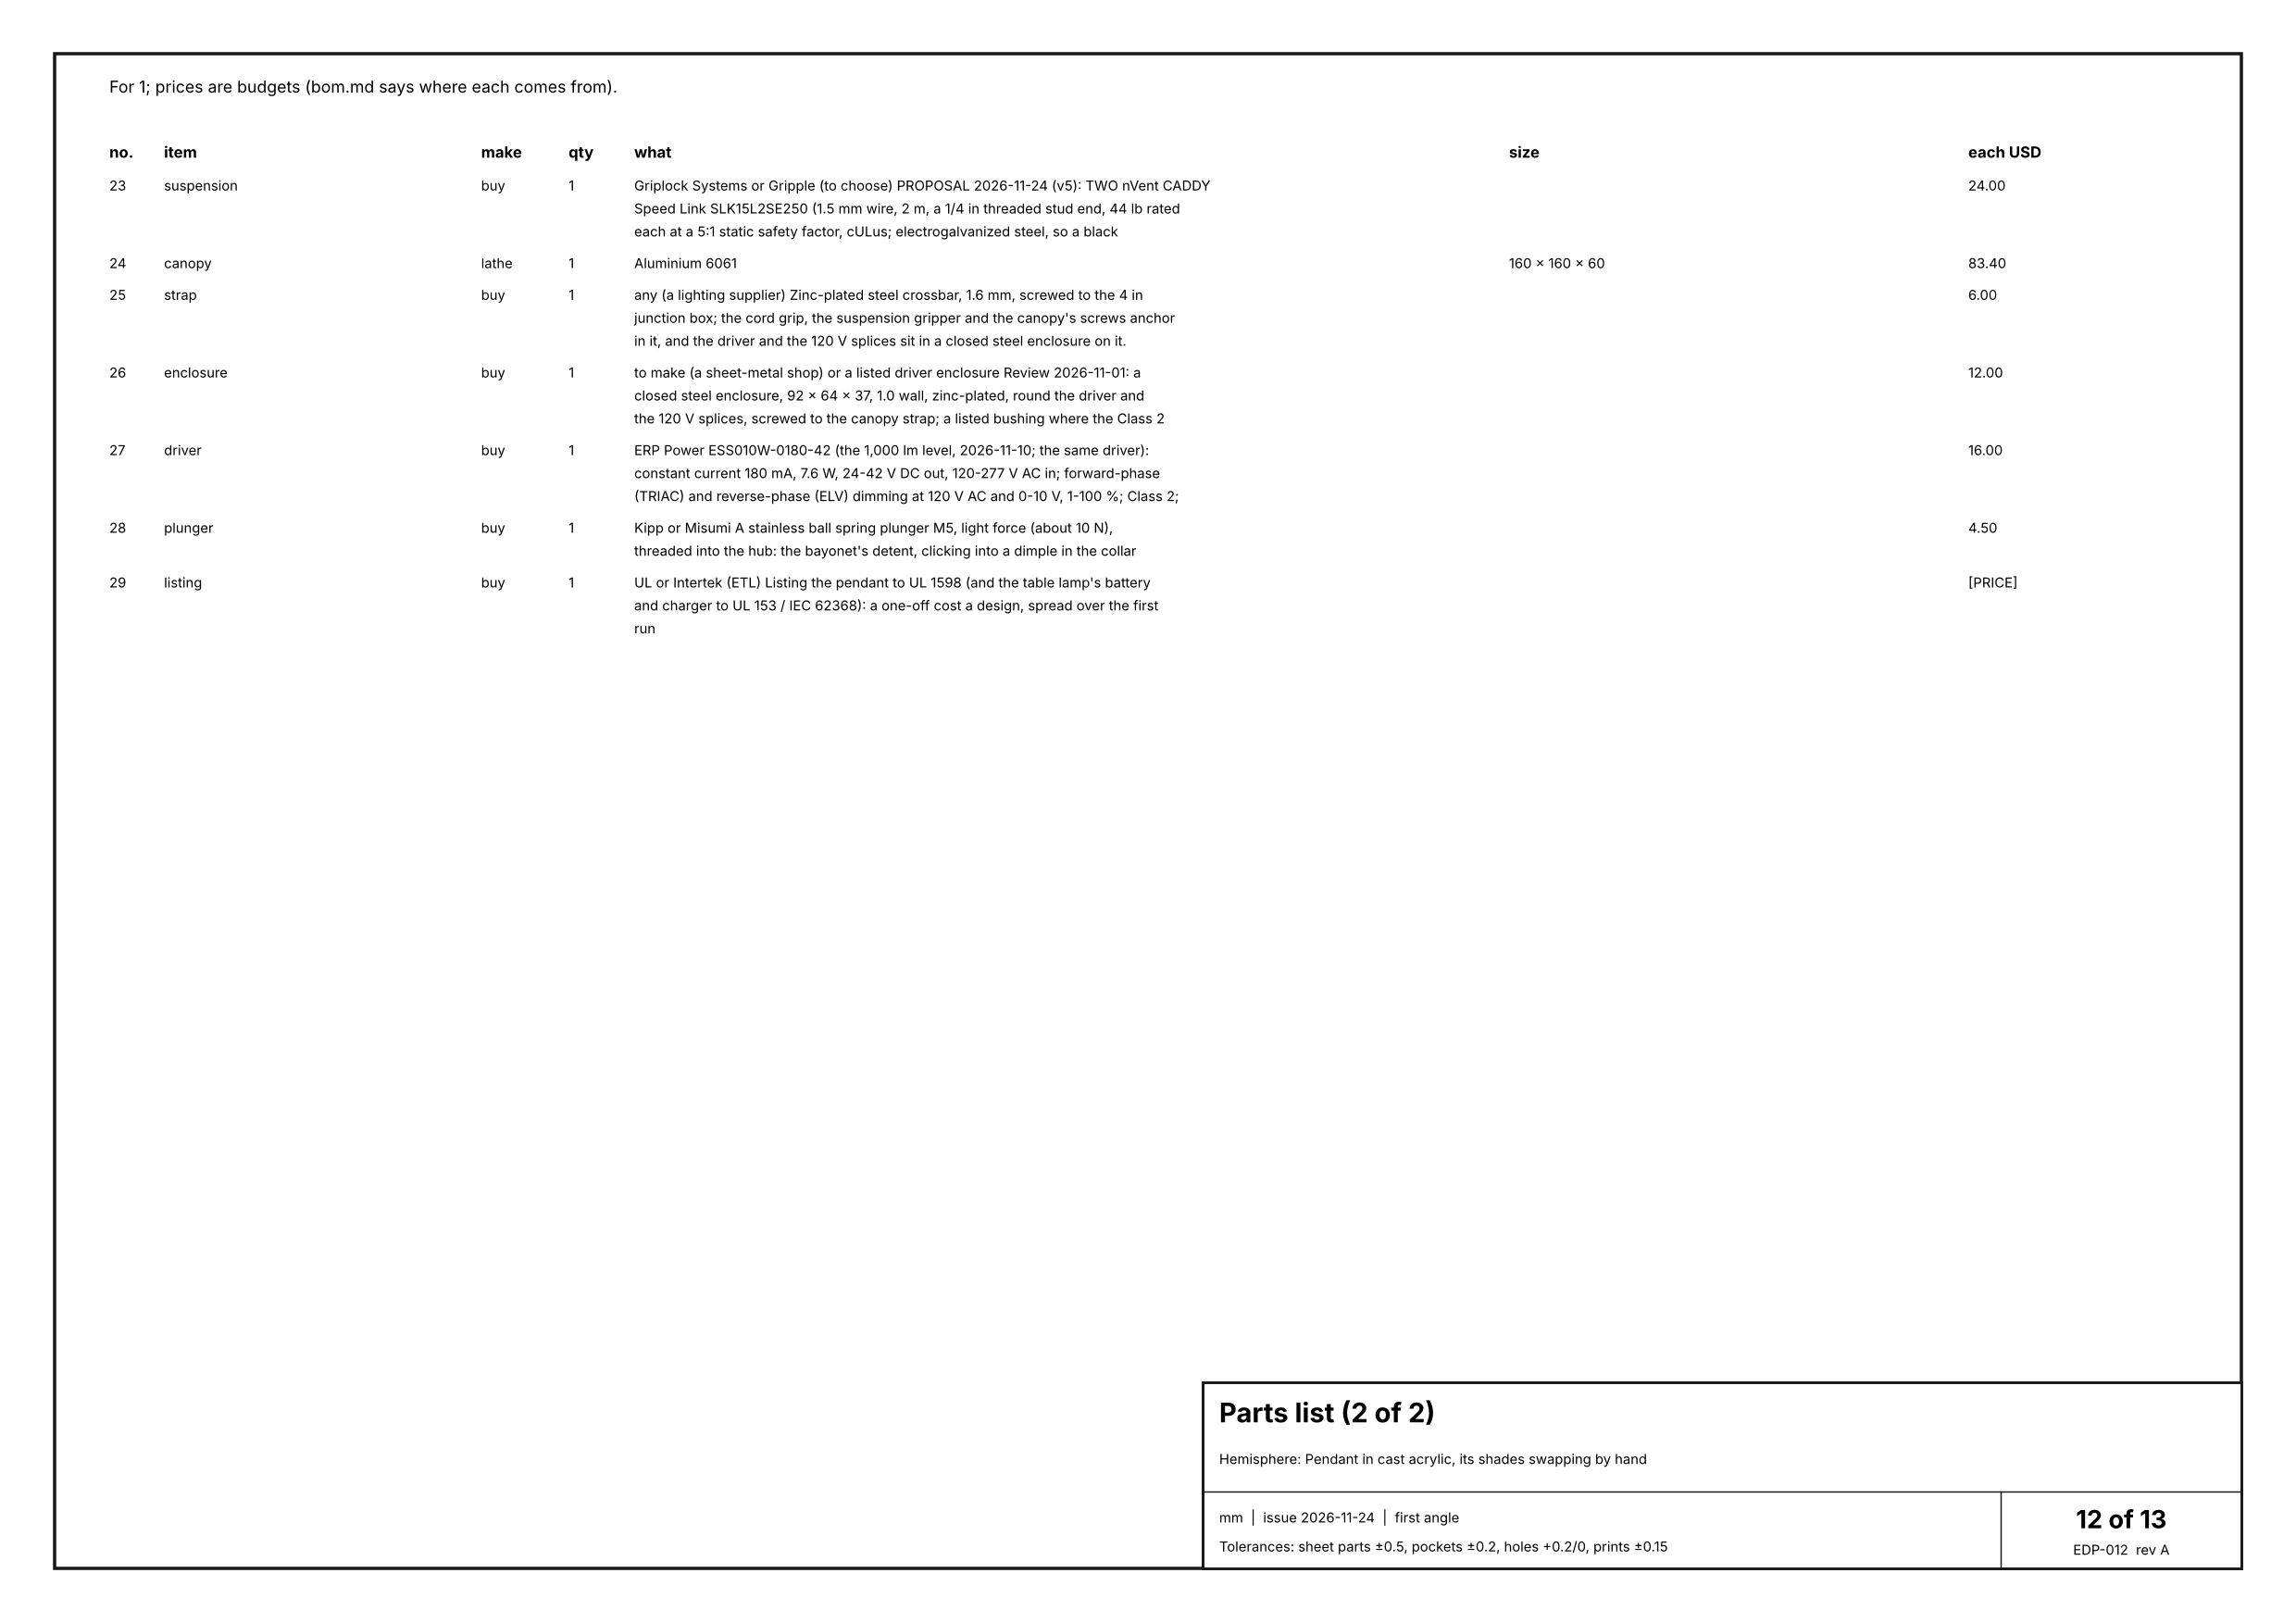 For 1; prices are budgets (bom.md says where each comes from).
no. item make qty what size each USD
23 suspension buy 1 Griplock Systems or Gripple (to choose) PROPOSAL 2026-11-24 (v5): TWO nVent CADDY 24.00
Speed Link SLK15L2SE250 (1.5 mm wire, 2 m, a 1/4 in threaded stud end, 44 lb rated
each at a 5:1 static safety factor, cULus; electrogalvanized steel, so a black
24 canopy lathe 1 Aluminium 6061 160 × 160 × 60 83.40
25 strap buy 1 any (a lighting supplier) Zinc-plated steel crossbar, 1.6 mm, screwed to the 4 in 6.00
junction box; the cord grip, the suspension gripper and the canopy's screws anchor
in it, and the driver and the 120 V splices sit in a closed steel enclosure on it.
26 enclosure buy 1 to make (a sheet-metal shop) or a listed driver enclosure Review 2026-11-01: a 12.00
closed steel enclosure, 92 × 64 × 37, 1.0 wall, zinc-plated, round the driver and
the 120 V splices, screwed to the canopy strap; a listed bushing where the Class 2
27 driver buy 1 ERP Power ESS010W-0180-42 (the 1,000 lm level, 2026-11-10; the same driver): 16.00
constant current 180 mA, 7.6 W, 24-42 V DC out, 120-277 V AC in; forward-phase
(TRIAC) and reverse-phase (ELV) dimming at 120 V AC and 0-10 V, 1-100 %; Class 2;
28 plunger buy 1 Kipp or Misumi A stainless ball spring plunger M5, light force (about 10 N), 4.50
threaded into the hub: the bayonet's detent, clicking into a dimple in the collar
29 listing buy 1 UL or Intertek (ETL) Listing the pendant to UL 1598 (and the table lamp's battery [PRICE]
and charger to UL 153 / IEC 62368): a one-off cost a design, spread over the first
run
Parts list (2 of 2)
Hemisphere: Pendant in cast acrylic, its shades swapping by hand
mm | issue 2026-11-24 | first angle
Tolerances: sheet parts ±0.5, pockets ±0.2, holes +0.2/0, prints ±0.15
12 of 13
EDP-012 rev A